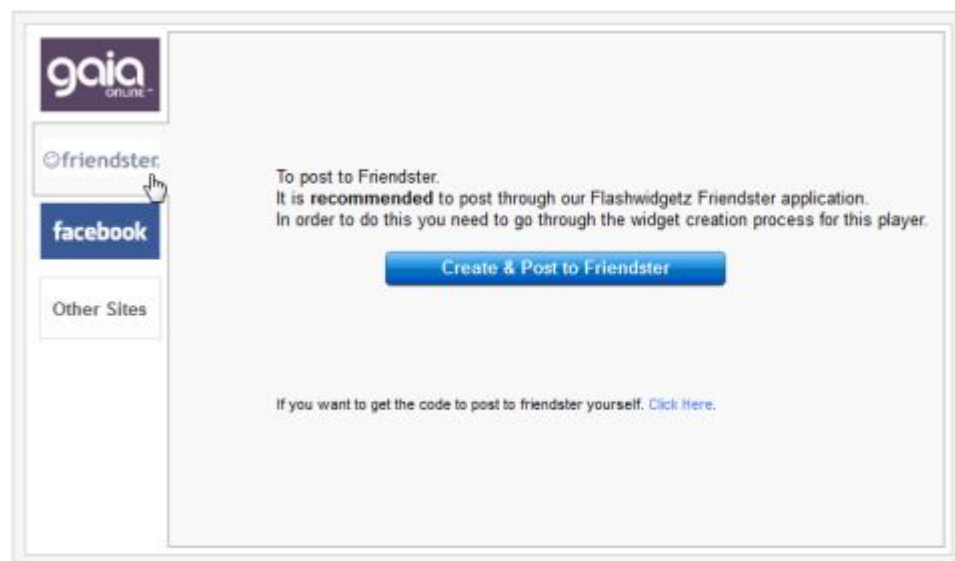 gaia
ONLINE™
friendster.
facebook
Other Sites
To post to Friendster.
It is recommended to post through our Flashwidgetz Friendster application.
In order to do this you need to go through the widget creation process for this player.
Create & Post to Friendster
If you want to get the code to post to friendster yourself. Click Here.